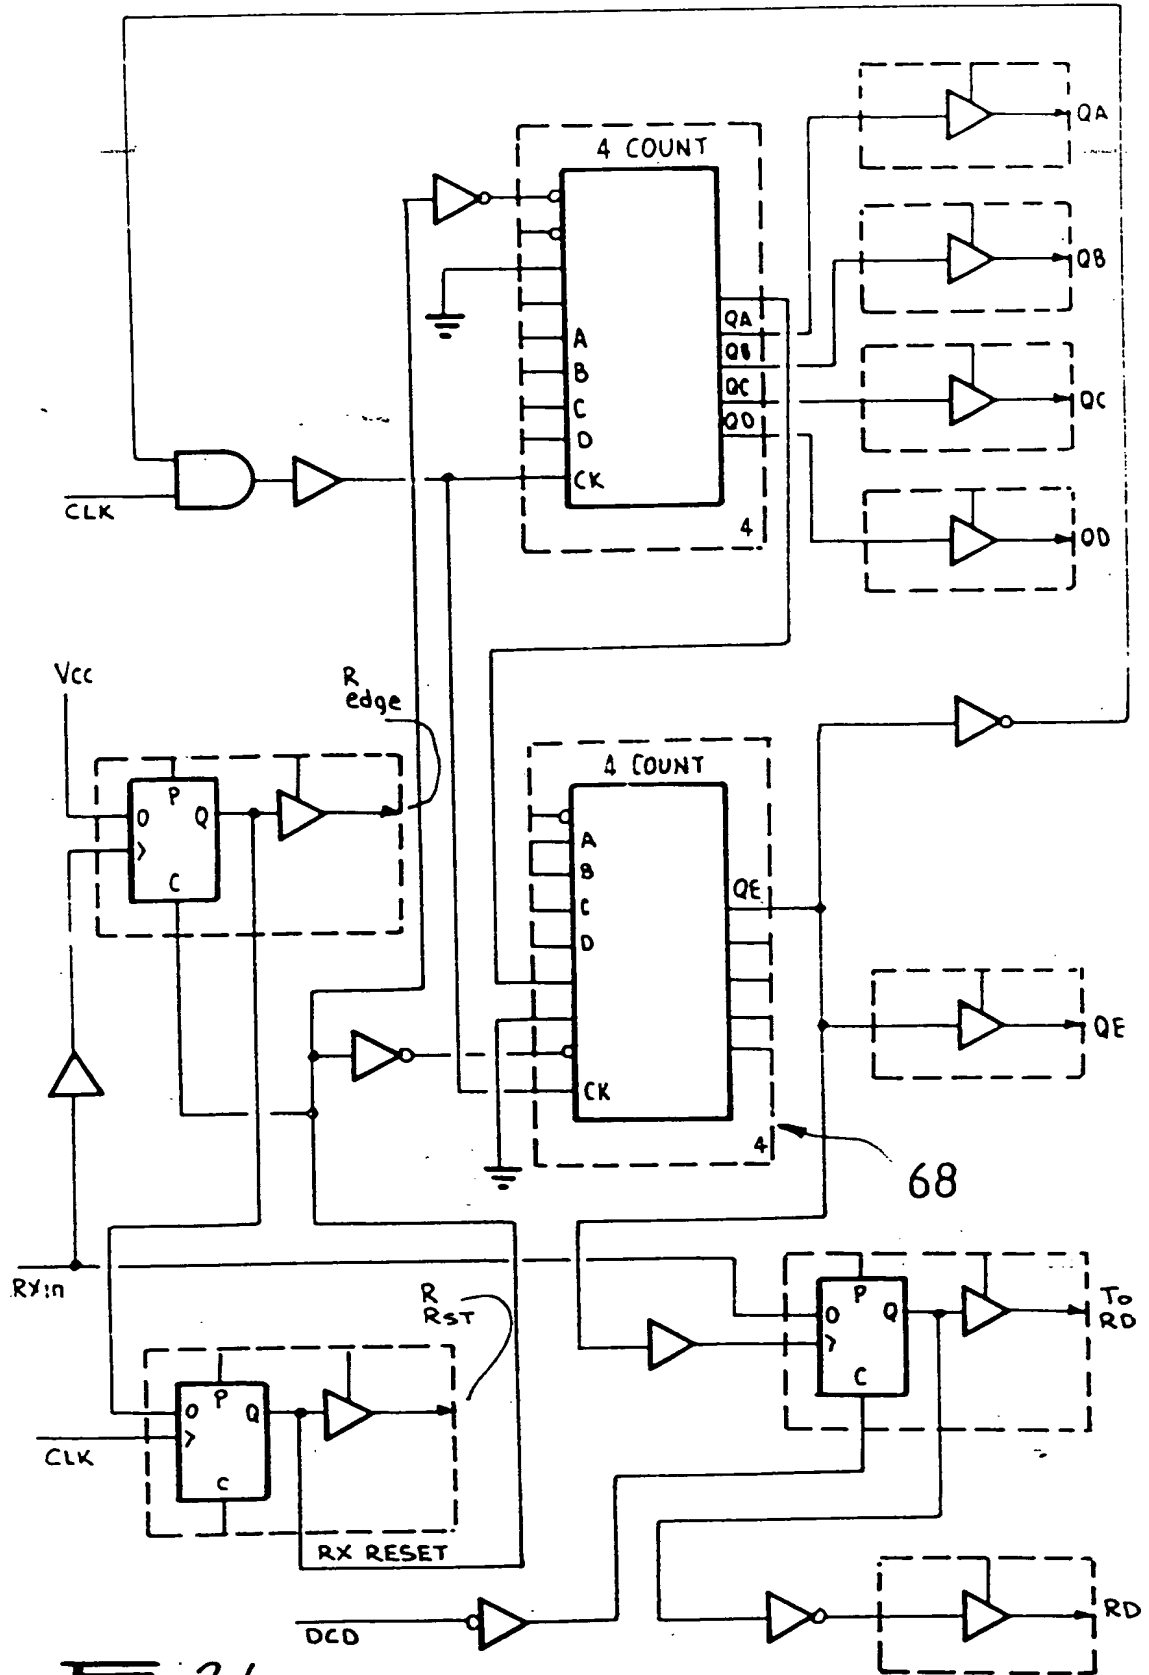 QA
4 COUNT
QB
QA
QB
QC
QD
A
B
C
D
CK
4
QC
CLK
QD
Vcc
R
edge
P
D Q
>
C
4 COUNT
A
B
C
D
QE
CK
4
QE
68
RXin
R
RST
P
D Q
>
C
CLK
RX RESET
P
D Q
>
C
To
RD
DCD
RD